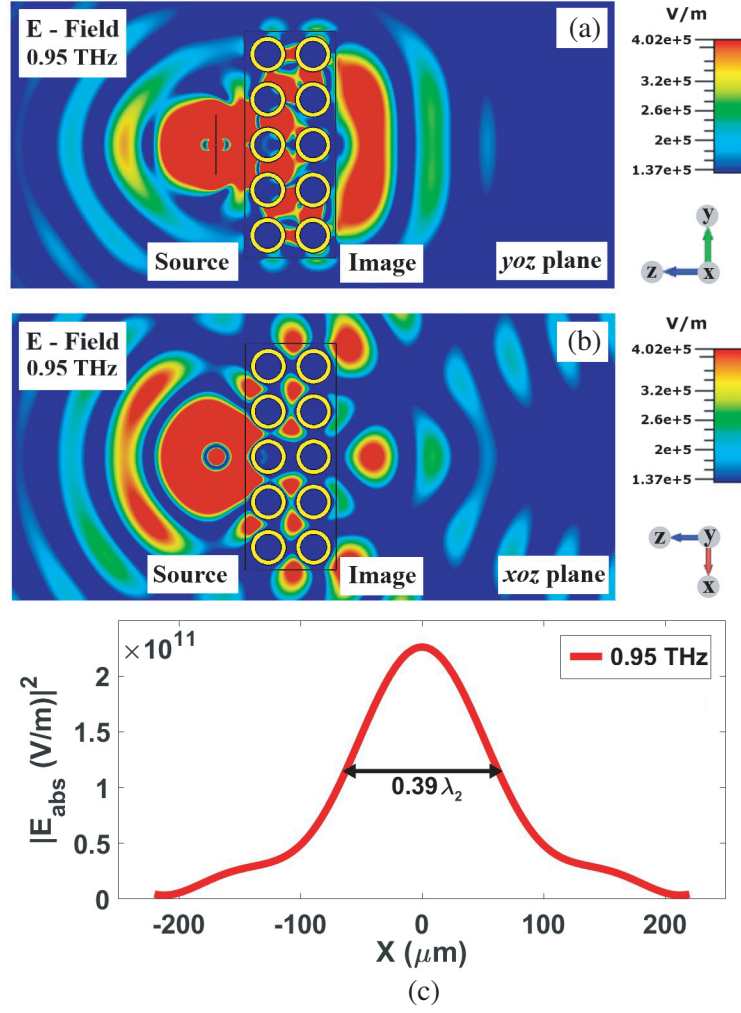 E - Field
0.95 THz
(a)
Source
Image
yoz plane
V/m
4.02e+5
3.2e+5
2.6e+5
2e+5
1.37e+5
y
z
x
E - Field
0.95 THz
(b)
Source
Image
xoz plane
V/m
4.02e+5
3.2e+5
2.6e+5
2e+5
1.37e+5
z
y
x
×10¹¹
0.95 THz
2
1.5
1
0.5
0
|E_abs (V/m)|²
0.39 λ₂
-200
-100
0
100
200
X (μm)
(c)